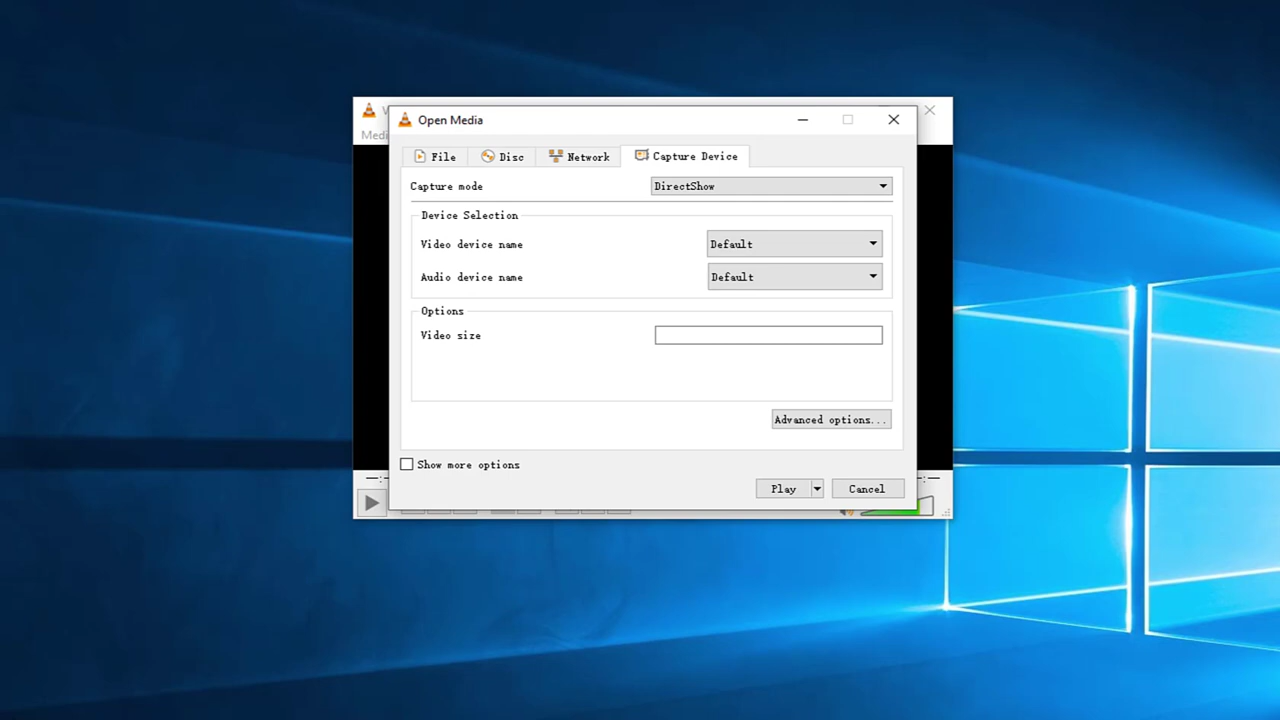 Open Media
Medi
File Disc Network Capture Device
Capture mode DirectShow
Device Selection
Video device name Default
Audio device name Default
Options
Video size
Advanced options...
Show more options
Play Cancel